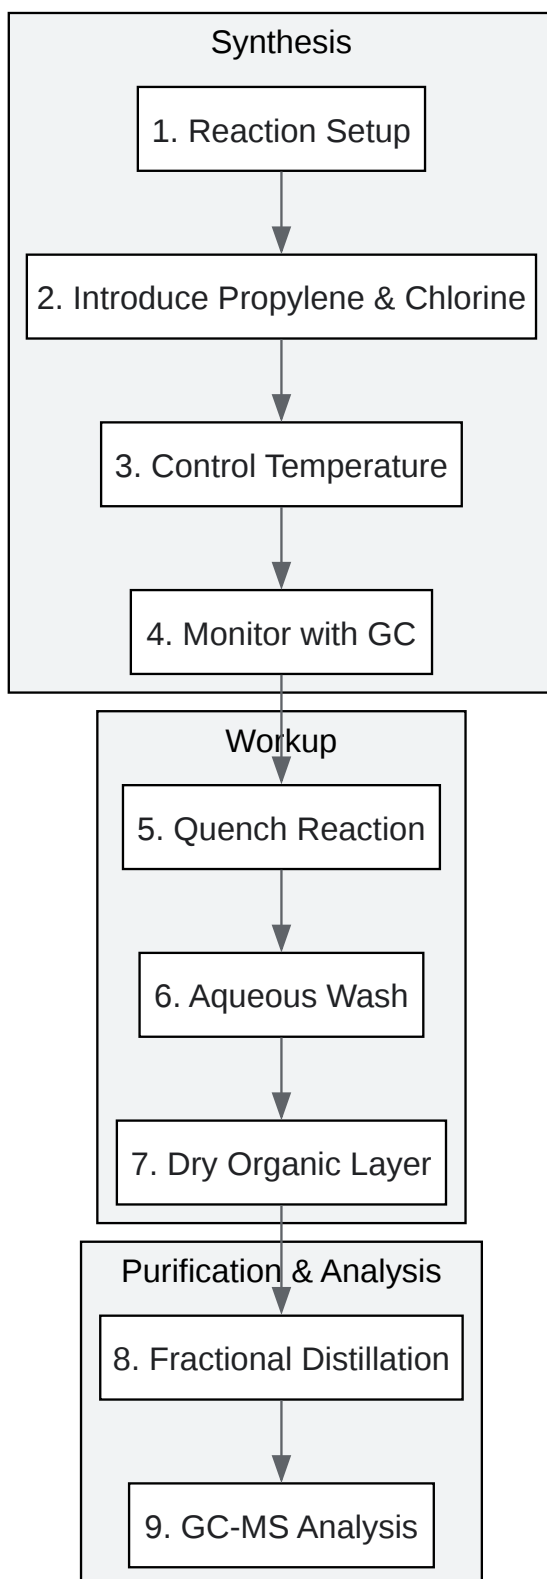 Synthesis
1. Reaction Setup
2. Introduce Propylene & Chlorine
3. Control Temperature
4. Monitor with GC
Workup
5. Quench Reaction
6. Aqueous Wash
7. Dry Organic Layer
Purification & Analysis
8. Fractional Distillation
9. GC-MS Analysis